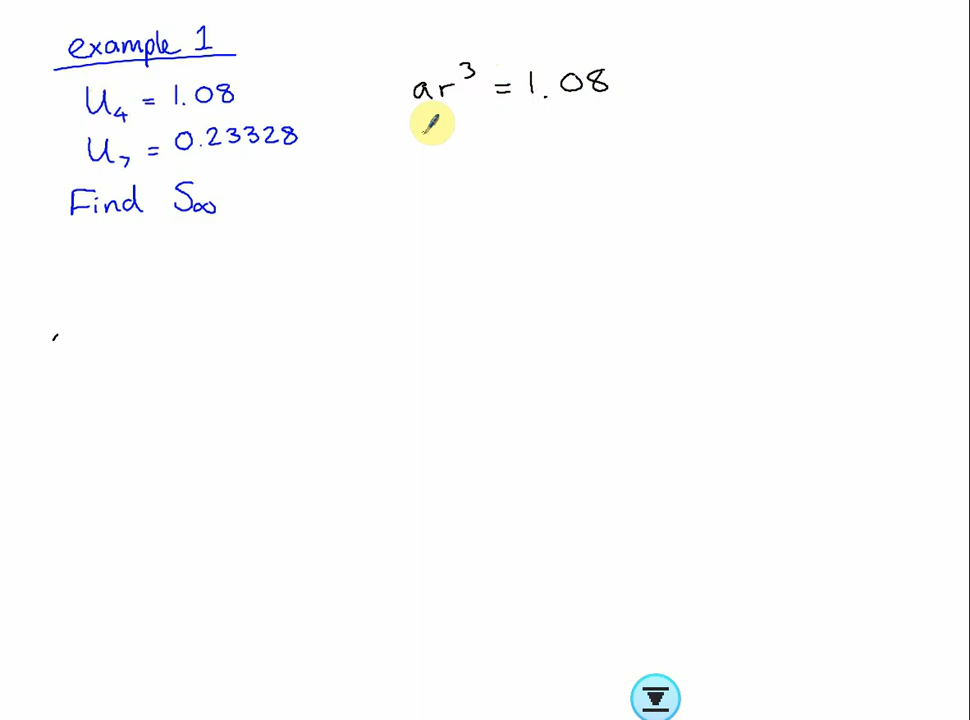 example 1
U₄ = 1.08
U₇ = 0.23328
Find S∞
ar³ = 1.08